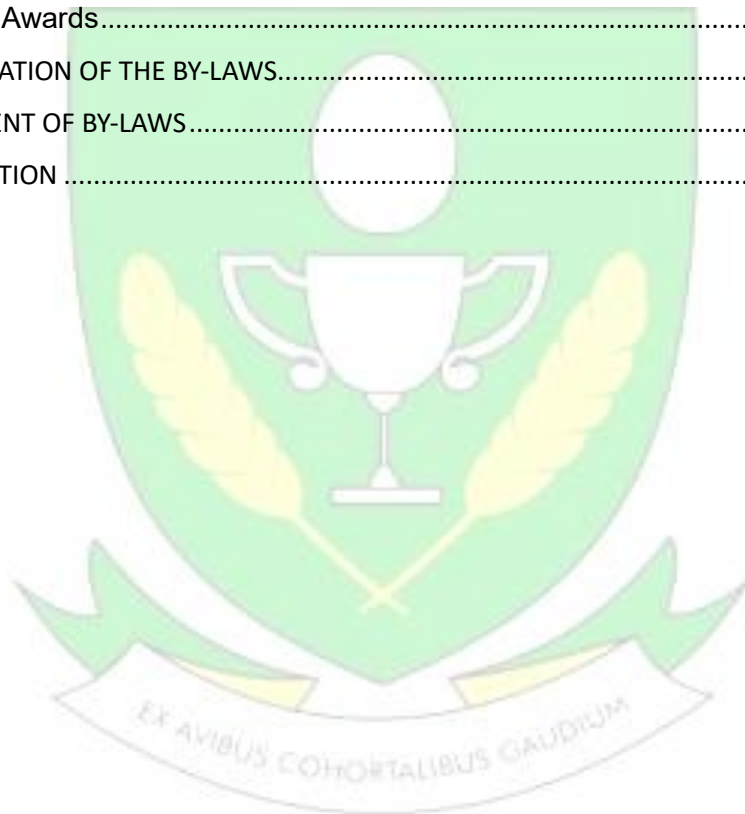 Awards....................................................................................................
ATION OF THE BY-LAWS...........................................................................
ENT OF BY-LAWS.......................................................................................
TION ..........................................................................................................
EX AVIBUS COHORTALIBUS GAUDIUM